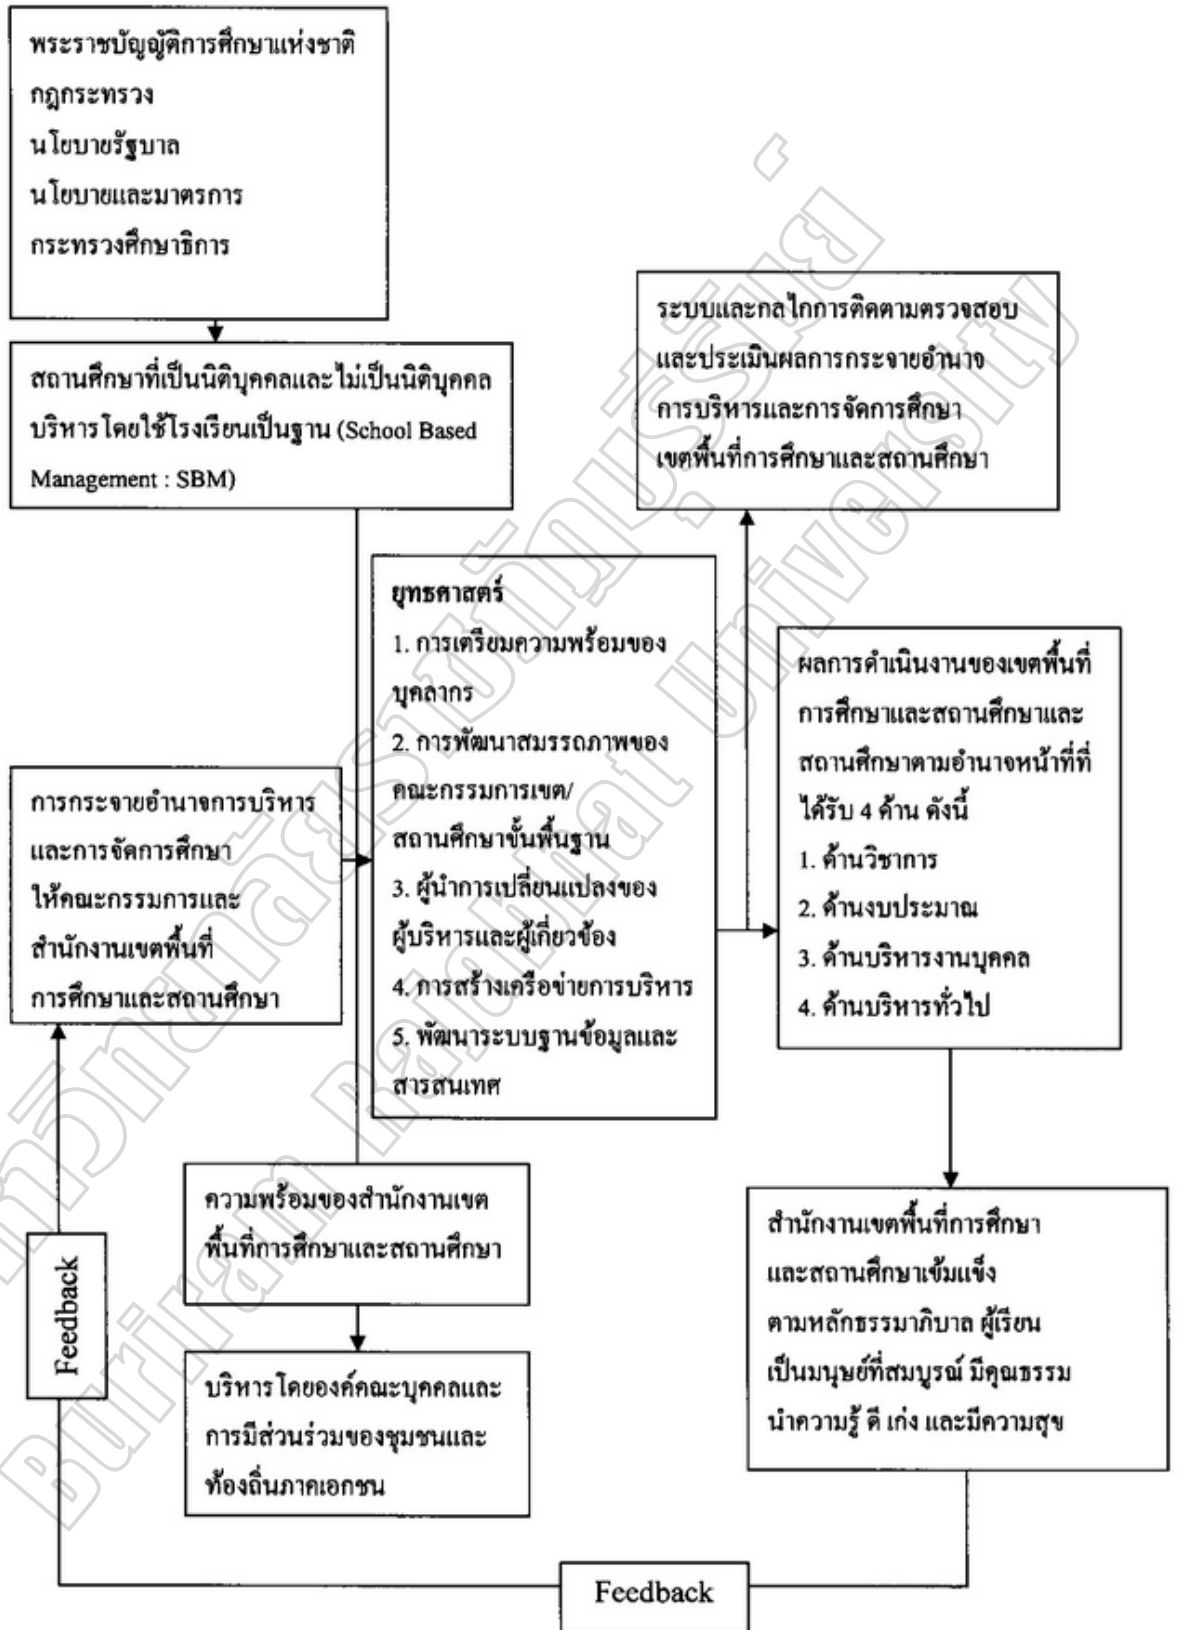 พระราชบัญญัติการศึกษาแห่งชาติ
กฎกระทรวง
นโยบายรัฐบาล
นโยบายและมาตรการ
กระทรวงศึกษาธิการ
สถานศึกษาที่เป็นนิติบุคคลและไม่เป็นนิติบุคคล
บริหารโดยใช้โรงเรียนเป็นฐาน (School Based
Management : SBM)
ระบบและกลไกการติดตามตรวจสอบ
และประเมินผลการกระจายอำนาจ
การบริหารและการจัดการศึกษา
เขตพื้นที่การศึกษาและสถานศึกษา
ยุทธศาสตร์
1. การเตรียมความพร้อมของ
บุคลากร
2. การพัฒนาสมรรถภาพของ
คณะกรรมการเขต/
สถานศึกษาขั้นพื้นฐาน
3. ผู้นำการเปลี่ยนแปลงของ
ผู้บริหารและผู้เกี่ยวข้อง
4. การสร้างเครือข่ายการบริหาร
5. พัฒนาระบบฐานข้อมูลและ
สารสนเทศ
ผลการดำเนินงานของเขตพื้นที่
การศึกษาและสถานศึกษาและ
สถานศึกษาตามอำนาจหน้าที่ที่
ได้รับ 4 ด้าน ดังนี้
1. ด้านวิชาการ
2. ด้านงบประมาณ
3. ด้านบริหารงานบุคคล
4. ด้านบริหารทั่วไป
การกระจายอำนาจการบริหาร
และการจัดการศึกษา
ให้คณะกรรมการและ
สำนักงานเขตพื้นที่
การศึกษาและสถานศึกษา
ความพร้อมของสำนักงานเขต
พื้นที่การศึกษาและสถานศึกษา
บริหารโดยองค์คณะบุคคลและ
การมีส่วนร่วมของชุมชนและ
ท้องถิ่นภาคเอกชน
สำนักงานเขตพื้นที่การศึกษา
และสถานศึกษาเข้มแข็ง
ตามหลักธรรมาภิบาล ผู้เรียน
เป็นมนุษย์ที่สมบูรณ์ มีคุณธรรม
นำความรู้ ดี เก่ง และมีความสุข
Feedback
Feedback
Buriram Rajabhat University